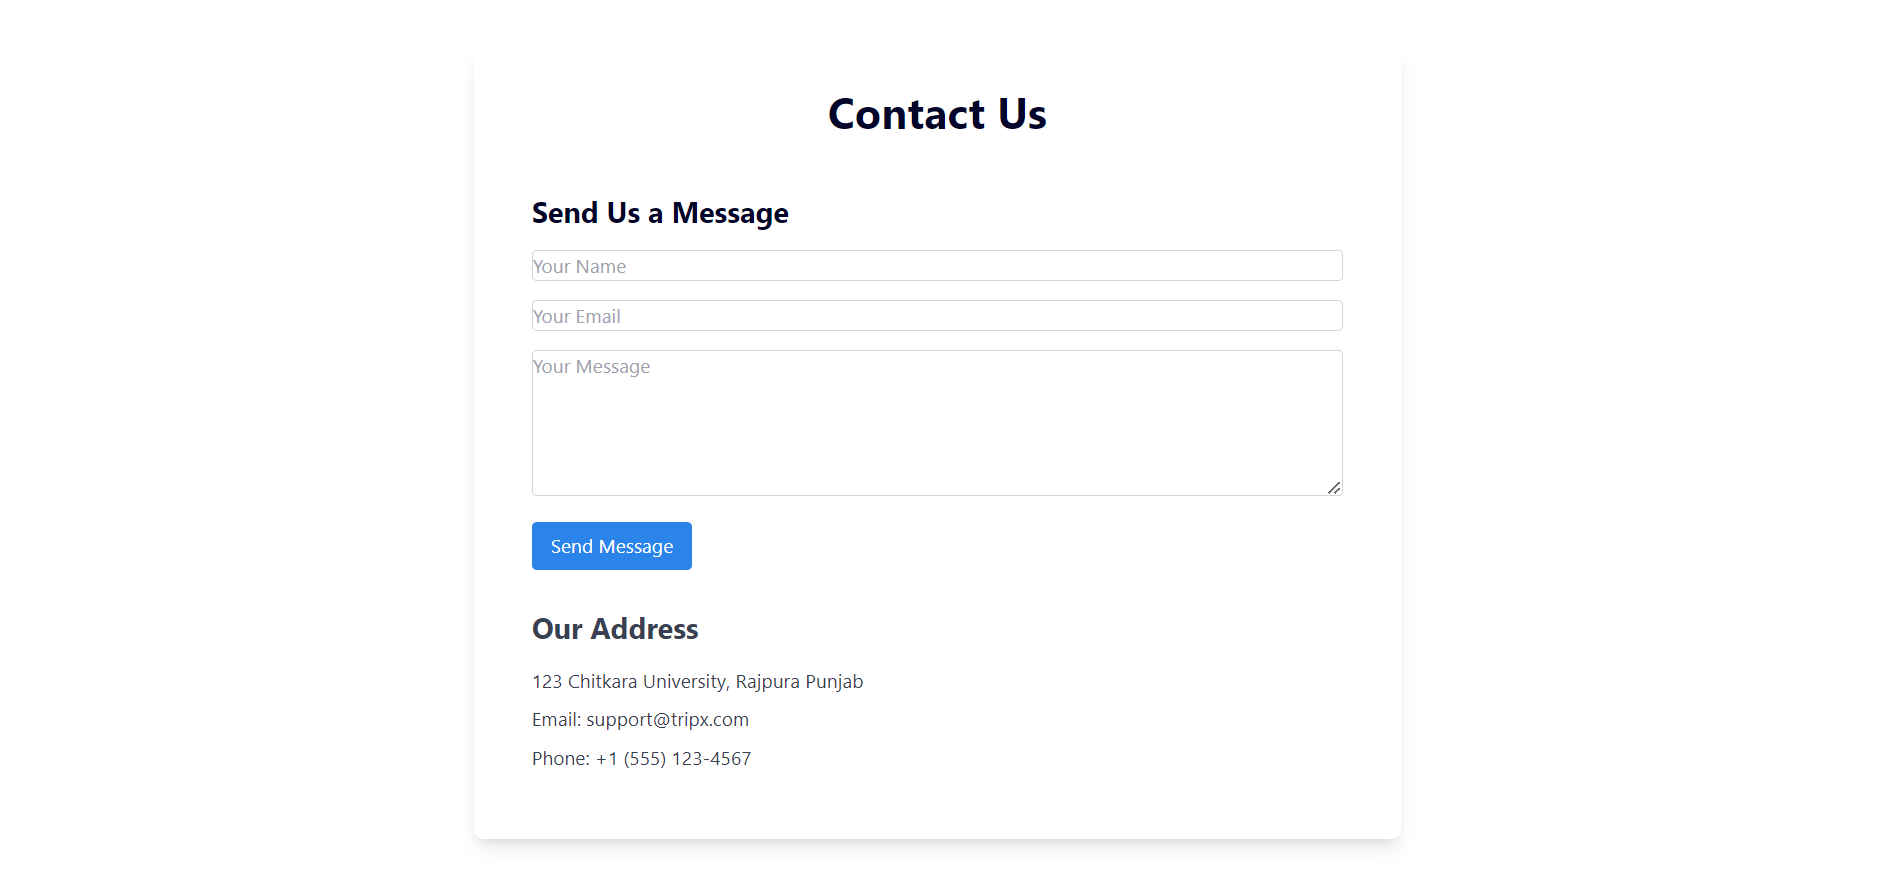 Contact Us
Send Us a Message
Your Name
Your Email
Your Message
Send Message
Our Address
123 Chitkara University, Rajpura Punjab
Email: support@tripx.com
Phone: +1 (555) 123-4567